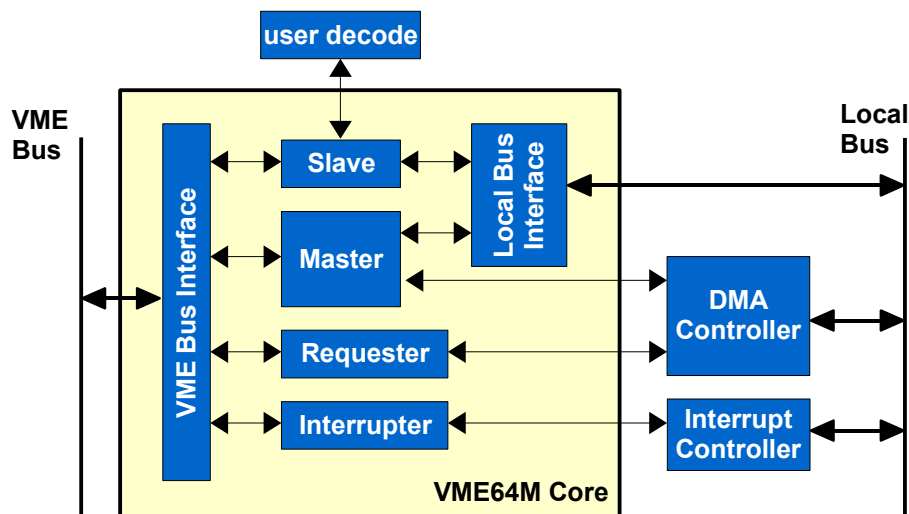 user decode
VME
Bus
Local
Bus
VME Bus Interface
Slave
Local Bus
Interface
Master
DMA
Controller
Requester
Interrupter
Interrupt
Controller
VME64M Core